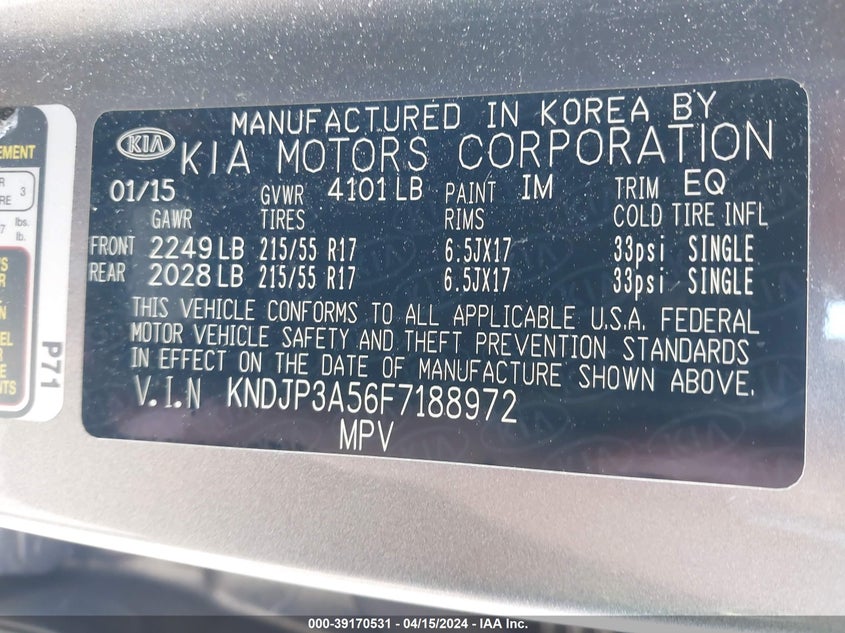 MANUFACTURED IN KOREA BY
KIA KIA MOTORS CORPORATION
01/15 GVWR 4101 LB PAINT IM TRIM EQ
GAWR TIRES RIMS COLD TIRE INFL
FRONT 2249 LB 215/55 R17 6.5JX17 33psi SINGLE
REAR 2028 LB 215/55 R17 6.5JX17 33psi SINGLE
THIS VEHICLE CONFORMS TO ALL APPLICABLE U.S.A. FEDERAL
MOTOR VEHICLE SAFETY AND THEFT PREVENTION STANDARDS
IN EFFECT ON THE DATE OF MANUFACTURE SHOWN ABOVE.
V.I.N KNDJP3A56F7188972
MPV
3
lbs.
lb.
P71
000-39170531 - 04/15/2024 - IAA Inc.